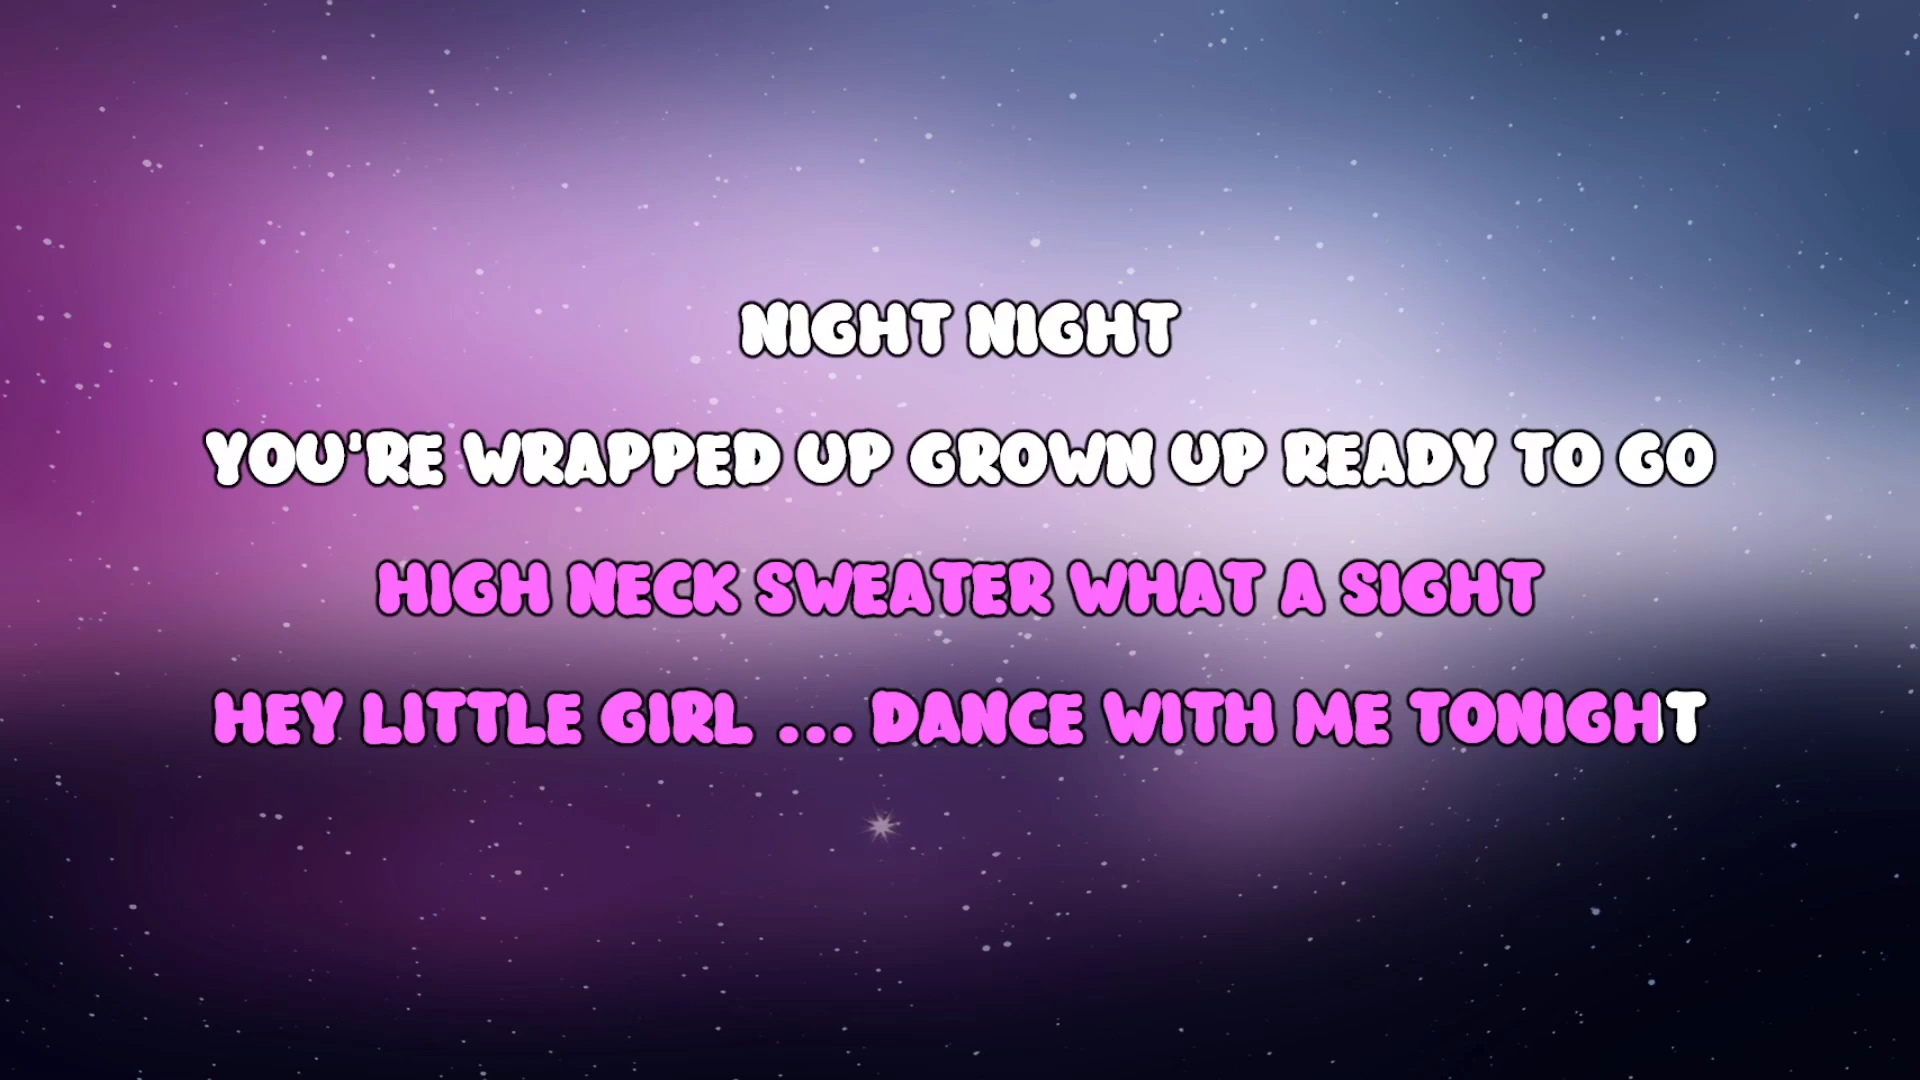 NIGHT NIGHT
YOU'RE WRAPPED UP GROWN UP READY TO GO
HIGH NECK SWEATER WHAT A SIGHT
HEY LITTLE GIRL ... DANCE WITH ME TONIGHT